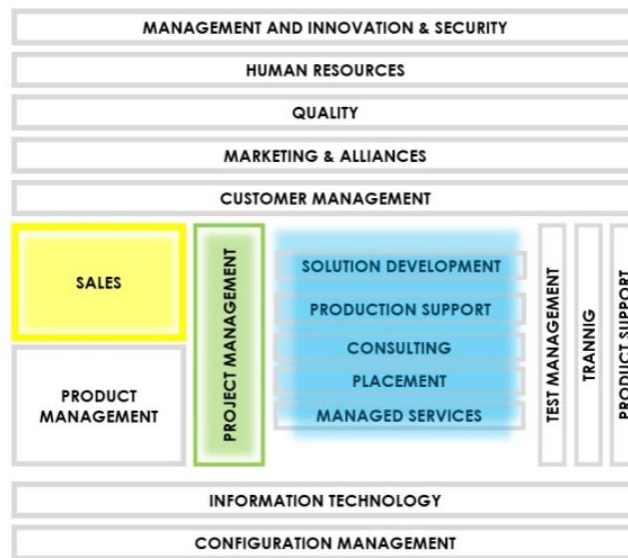 MANAGEMENT AND INNOVATION & SECURITY
HUMAN RESOURCES
QUALITY
MARKETING & ALLIANCES
CUSTOMER MANAGEMENT
SALES
PRODUCT
MANAGEMENT
PROJECT MANAGEMENT
SOLUTION DEVELOPMENT
PRODUCTION SUPPORT
CONSULTING
PLACEMENT
MANAGED SERVICES
TEST MANAGEMENT
TRANNIG
PRODUCT SUPPORT
INFORMATION TECHNOLOGY
CONFIGURATION MANAGEMENT